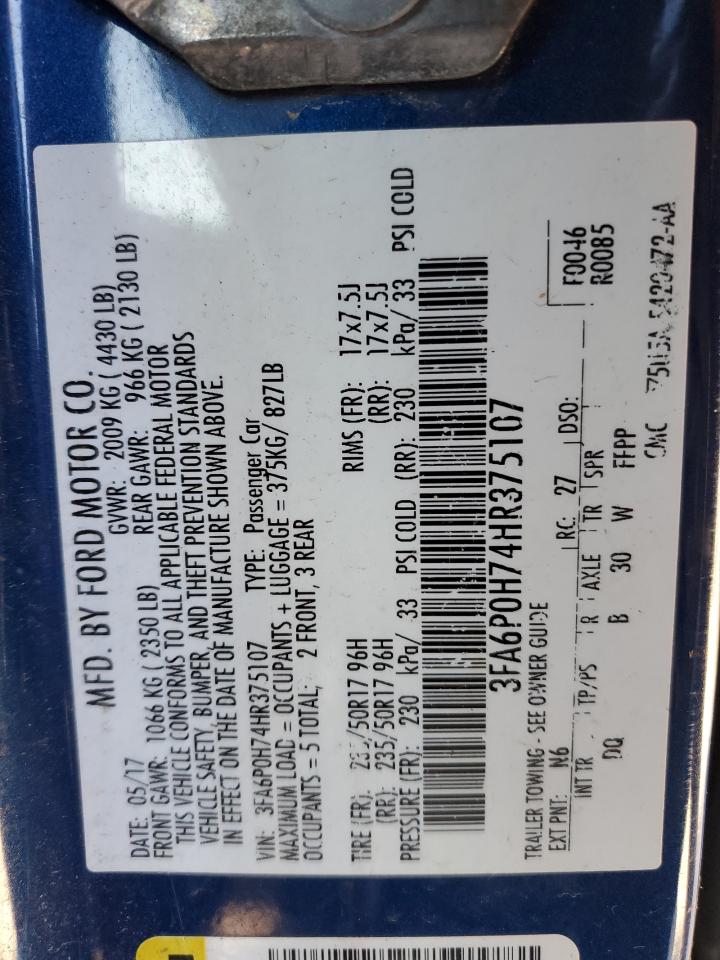 MFD. BY FORD MOTOR CO.
DATE: 05/17 GVWR: 2009 KG ( 4430 LB)
FRONT GAWR: 1066 KG ( 2350 LB) REAR GAWR: 966 KG ( 2130 LB)
THIS VEHICLE CONFORMS TO ALL APPLICABLE FEDERAL MOTOR
VEHICLE SAFETY, BUMPER, AND THEFT PREVENTION STANDARDS
IN EFFECT ON THE DATE OF MANUFACTURE SHOWN ABOVE.
VIN: 3FA6P0H74HR375107 TYPE: Passenger Car
MAXIMUM LOAD = OCCUPANTS + LUGGAGE = 375KG/ 827LB
OCCUPANTS = 5 TOTAL; 2 FRONT, 3 REAR
TIRE (FR): /50R17 96H RIMS (FR): 17x7.5J
(RR): 235/50R17 96H (RR): 17x7.5J
PRESSURE (FR): 230 kPa/ 33 PSI COLD (RR): 230 kPa/ 33 PSI COLD
3FA6P0H74HR375107
TRAILER TOWING - SEE OWNER GUIDE
EXT PNT: N6 RC: 27 DSO: F0046
R0085
INT TR TP/PS R AXLE TR SPR
DQ B 30 W FFPP